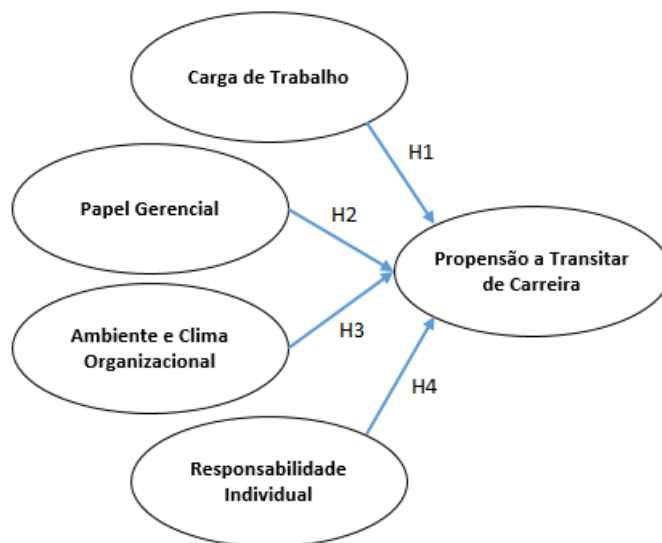 Carga de Trabalho
H1
Papel Gerencial
H2
Propensão a Transitar
de Carreira
Ambiente e Clima
Organizacional
H3
H4
Responsabilidade
Individual